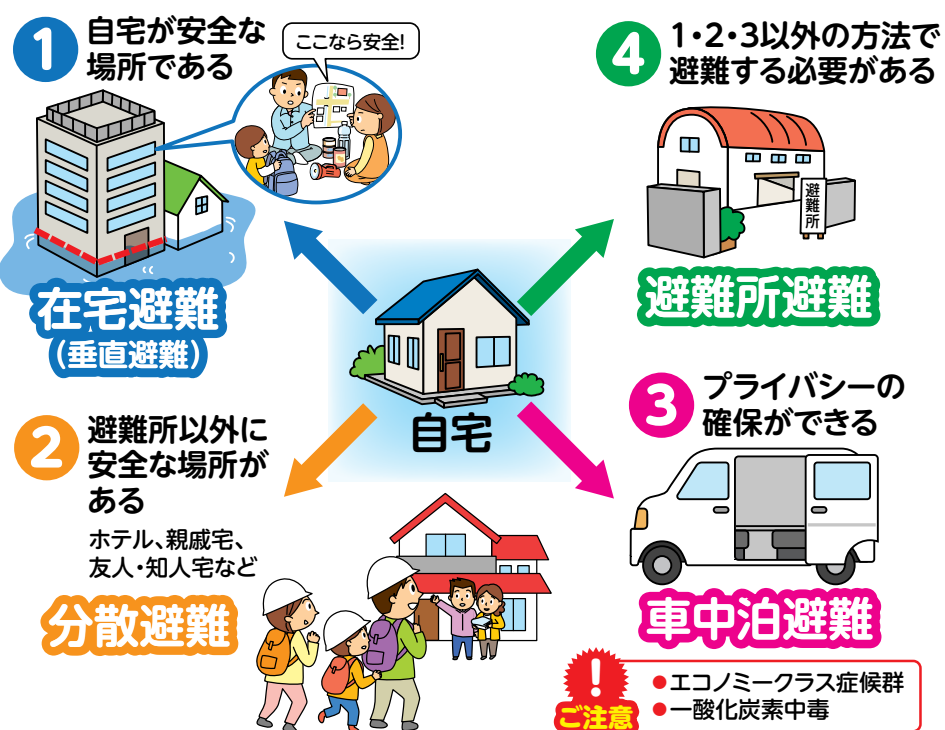 1
自宅が安全な
場所である
ここなら安全!
在宅避難
(垂直避難)
2
避難所以外に
安全な場所が
ある
ホテル、親戚宅、
友人・知人宅など
分散避難
自宅
4
1・2・3以外の方法で
避難する必要がある
避難所
避難所避難
3
プライバシーの
確保ができる
車中泊避難
!
ご注意
●エコノミークラス症候群
●一酸化炭素中毒